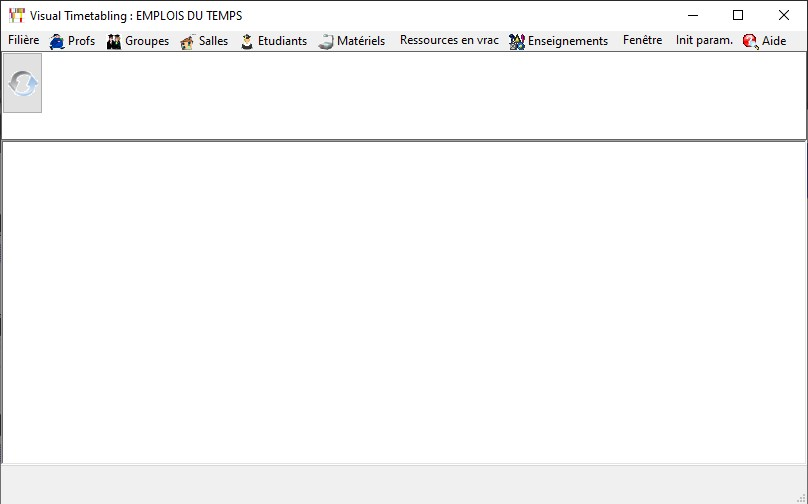 Visual Timetabling : EMPLOIS DU TEMPS
Filière Profs Groupes Salles Etudiants Matériels Ressources en vrac Enseignements Fenêtre Init param. Aide